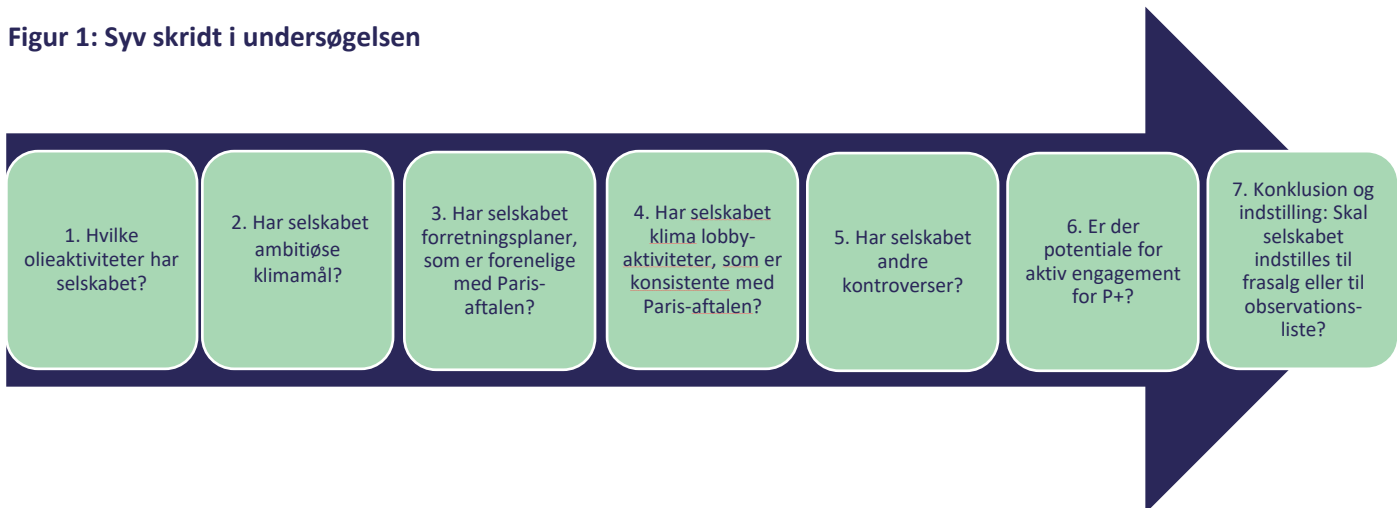 Figur 1: Syv skridt i undersøgelsen
1. Hvilke
olieaktiviteter har
selskabet?
2. Har selskabet
ambitiøse
klimamål?
3. Har selskabet
forretningsplaner,
som er forenelige
med Paris-
aftalen?
4. Har selskabet
klima lobby-
aktiviteter, som er
konsistente med
Paris-aftalen?
5. Har selskabet
andre
kontroverser?
6. Er der
potentiale for
aktiv engagement
for P+?
7. Konklusion og
indstilling: Skal
selskabet
indstilles til
frasalg eller til
observations-
liste?